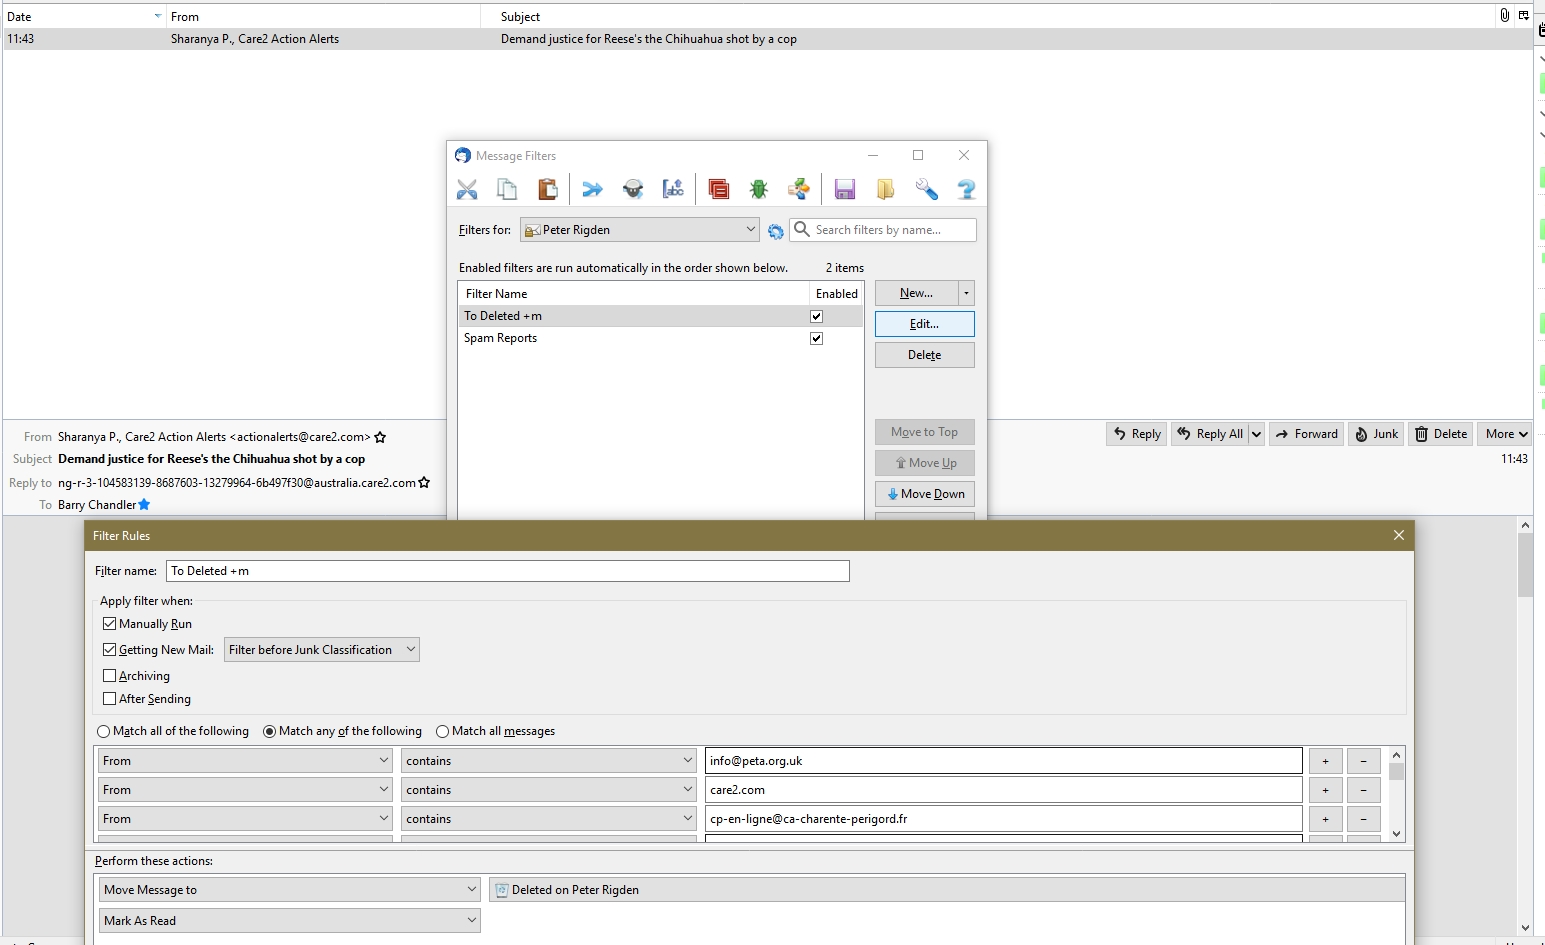 Date From Subject
11:43 Sharanya P., Care2 Action Alerts Demand justice for Reese's the Chihuahua shot by a cop
Message Filters
Filters for: Peter Rigden Search filters by name...
Enabled filters are run automatically in the order shown below. 2 items
Filter Name Enabled
To Deleted +m
Spam Reports
New...
Edit...
Delete
Move to Top
Move Up
Move Down
From Sharanya P., Care2 Action Alerts <actionalerts@care2.com>
Reply Reply All Forward Junk Delete More
Subject Demand justice for Reese's the Chihuahua shot by a cop
11:43
Reply to ng-r-3-104583139-8687603-13279964-6b497f30@australia.care2.com
To Barry Chandler
Filter Rules
Filter name: To Deleted +m
Apply filter when:
Manually Run
Getting New Mail: Filter before Junk Classification
Archiving
After Sending
Match all of the following Match any of the following Match all messages
From contains info@peta.org.uk + -
From contains care2.com + -
From contains cp-en-ligne@ca-charente-perigord.fr + -
Perform these actions:
Move Message to Deleted on Peter Rigden
Mark As Read